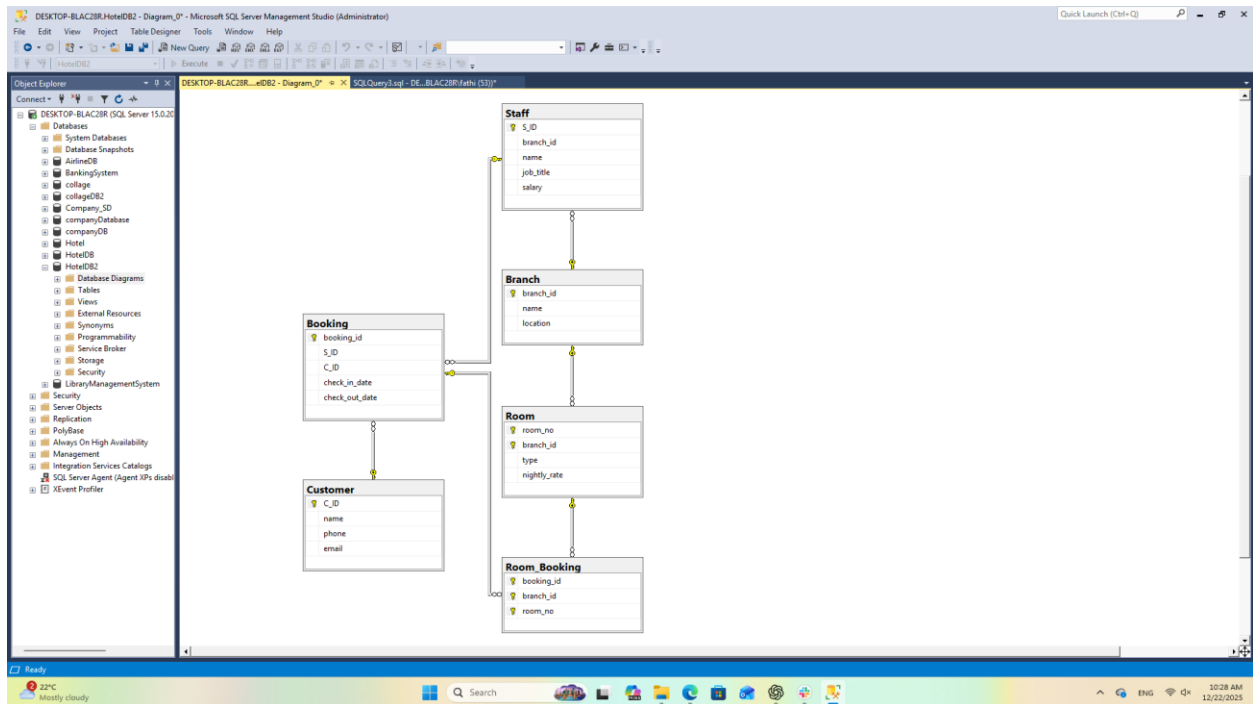 DESKTOP-BLAC28R.HotelDB2 - Diagram_0* - Microsoft SQL Server Management Studio (Administrator)
Quick Launch (Ctrl+Q)
File Edit View Project Table Designer Tools Window Help
New Query
HotelDB2
Execute
Object Explorer
DESKTOP-BLAC28R....elDB2 - Diagram_0*
SQLQuery3.sql - DE...BLAC28R\fathi (53))*
Connect
DESKTOP-BLAC28R (SQL Server 15.0.20
Databases
System Databases
Database Snapshots
AirlineDB
BankingSystem
collage
collageDB2
Company_SD
companyDatabase
companyDB
Hotel
HotelDB
HotelDB2
Database Diagrams
Tables
Views
External Resources
Synonyms
Programmability
Service Broker
Storage
Security
LibraryManagementSystem
Security
Server Objects
Replication
PolyBase
Always On High Availability
Management
Integration Services Catalogs
SQL Server Agent (Agent XPs disabl
XEvent Profiler
Staff
S_ID
branch_id
name
job_title
salary
Branch
branch_id
name
location
Booking
booking_id
S_ID
C_ID
check_in_date
check_out_date
Room
room_no
branch_id
type
nightly_rate
Customer
C_ID
name
phone
email
Room_Booking
booking_id
branch_id
room_no
Ready
2
22°C
Mostly cloudy
Search
ENG
10:28 AM
12/22/2025